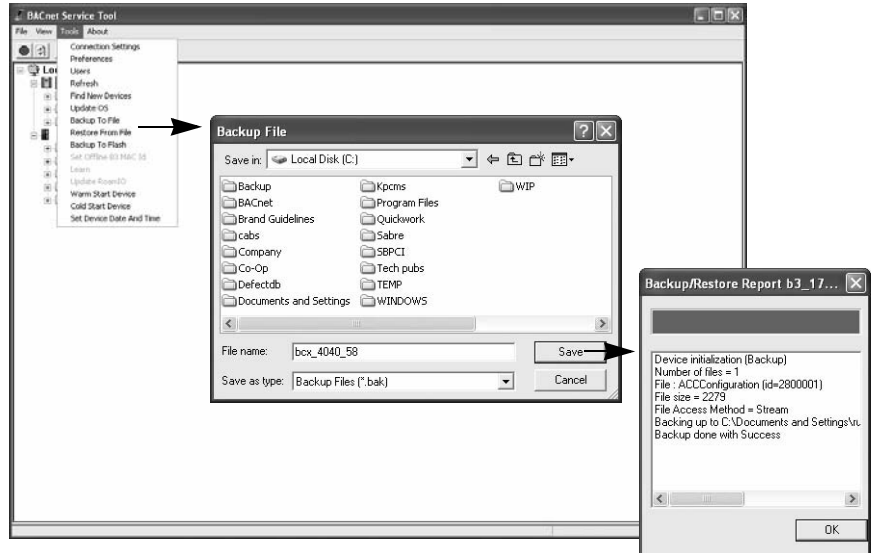 BACnet Service Tool
File View Tools About
Connection Settings
Preferences
Users
Refresh
Find New Devices
Update OS
Backup To File
Restore From File
Backup To Flash
Set Offline B3 MAC Id
Learn
Update RoamIO
Warm Start Device
Cold Start Device
Set Device Date And Time
Backup File
Save in: Local Disk (C:)
Backup
BACnet
Brand Guidelines
cabs
Company
Co-Op
Defectdb
Documents and Settings
Kpcms
Program Files
Quickwork
Sabre
SBPCI
Tech pubs
TEMP
WINDOWS
WIP
File name: bcx_4040_58
Save
Save as type: Backup Files (*.bak)
Cancel
Backup/Restore Report b3_17...
Device initialization (Backup)
Number of files = 1
File : ACCConfiguration (id=2800001)
File size = 2279
File Access Method = Stream
Backing up to C:\Documents and Settings\ru
Backup done with Success
OK